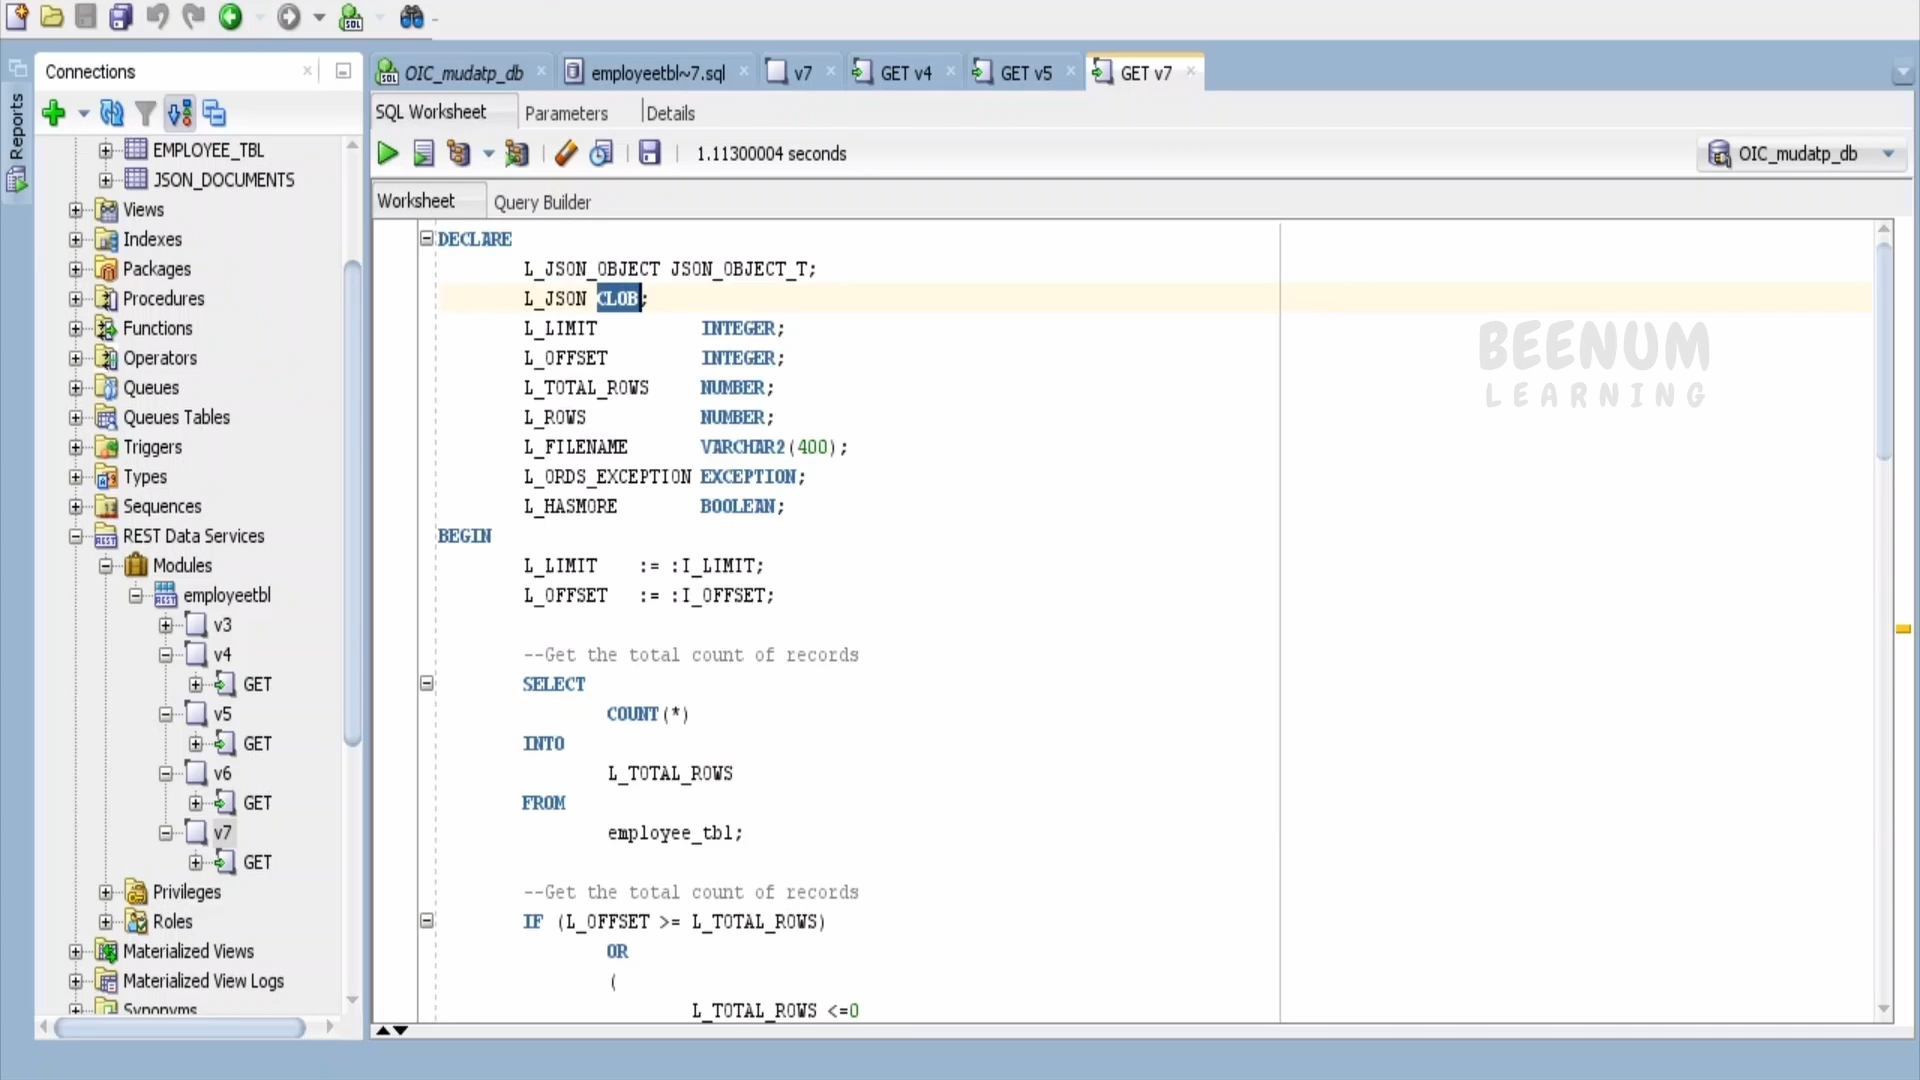 SQL
Reports
Connections
EMPLOYEE_TBL
JSON_DOCUMENTS
Views
Indexes
Packages
Procedures
Functions
Operators
Queues
Queues Tables
Triggers
Types
Sequences
REST Data Services
Modules
employeetbl
v3
v4
GET
v5
GET
v6
GET
v7
GET
Privileges
Roles
Materialized Views
Materialized View Logs
Synonyms
OIC_mudatp_db
employeetbl~7.sql
v7
GET v4
GET v5
GET v7
SQL Worksheet
Parameters
Details
1.11300004 seconds
OIC_mudatp_db
Worksheet
Query Builder
DECLARE
L_JSON_OBJECT JSON_OBJECT_T;
L_JSON CLOB;
L_LIMIT INTEGER;
L_OFFSET INTEGER;
L_TOTAL_ROWS NUMBER;
L_ROWS NUMBER;
L_FILENAME VARCHAR2(400);
L_ORDS_EXCEPTION EXCEPTION;
L_HASMORE BOOLEAN;
BEGIN
L_LIMIT := :I_LIMIT;
L_OFFSET := :I_OFFSET;
--Get the total count of records
SELECT
COUNT(*)
INTO
L_TOTAL_ROWS
FROM
employee_tbl;
--Get the total count of records
IF (L_OFFSET >= L_TOTAL_ROWS)
OR
(
L_TOTAL_ROWS <=0
BEENUM
LEARNING